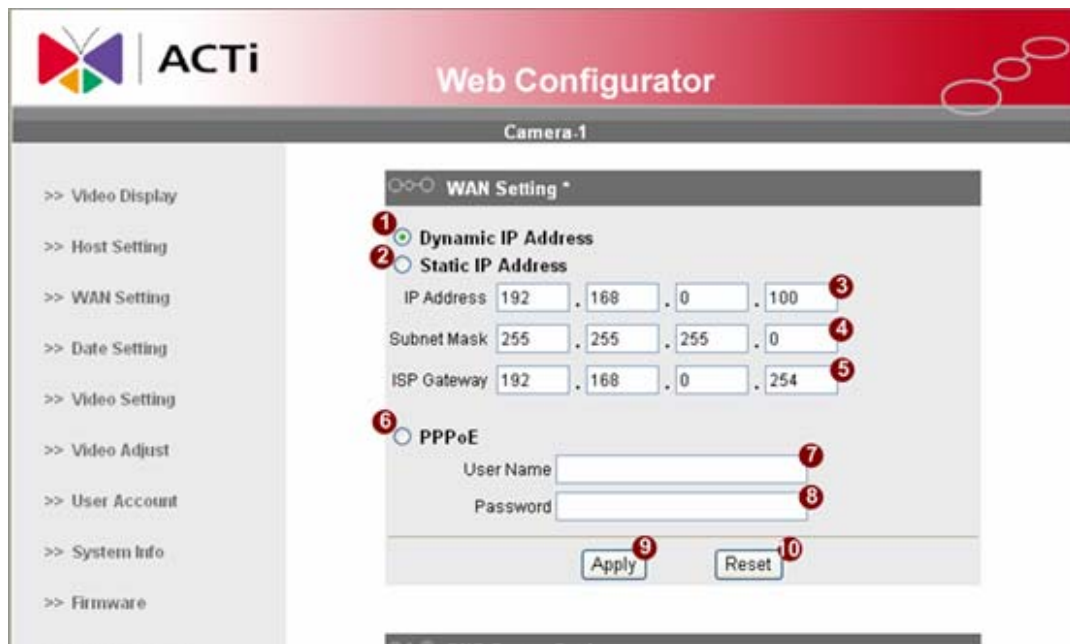 ACTi
Web Configurator
Camera-1
>> Video Display
>> Host Setting
>> WAN Setting
>> Date Setting
>> Video Setting
>> Video Adjust
>> User Account
>> System Info
>> Firmware
WAN Setting *
1 Dynamic IP Address
2 Static IP Address
IP Address 192 . 168 . 0 . 100 3
Subnet Mask 255 . 255 . 255 . 0 4
ISP Gateway 192 . 168 . 0 . 254 5
6 PPPoE
User Name 7
Password 8
Apply 9 Reset 10